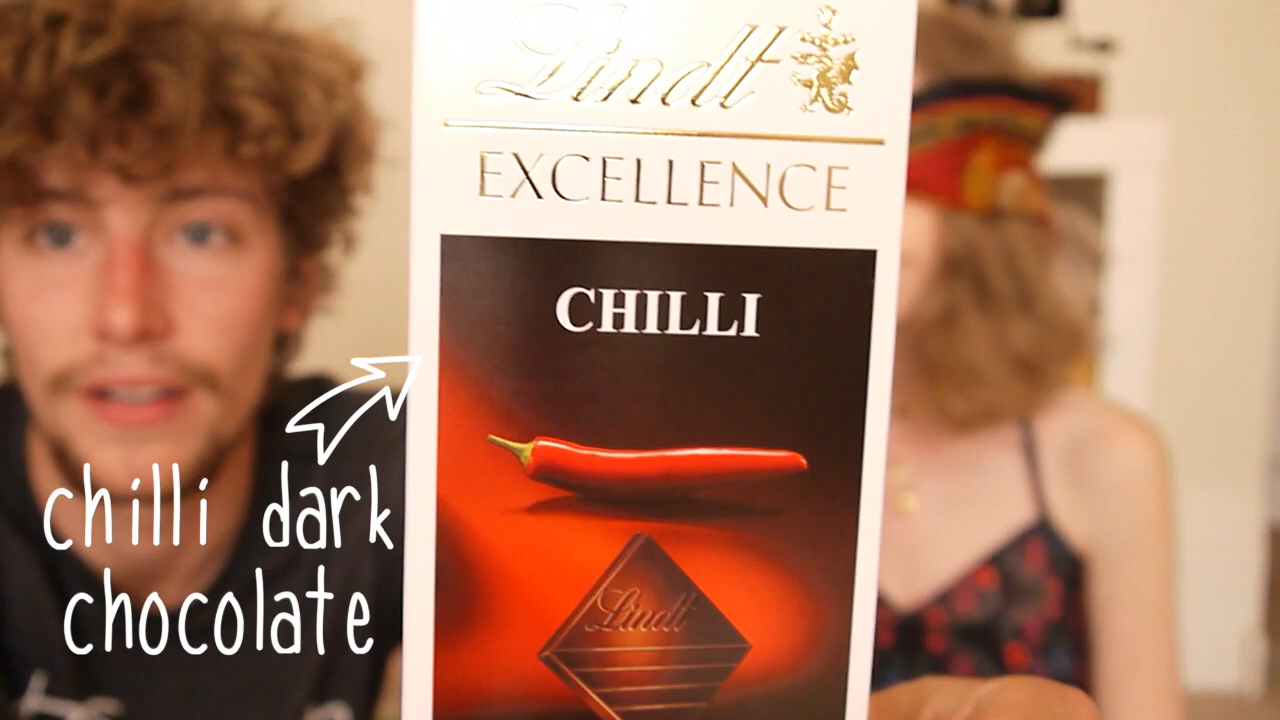 Lindt
EXCELLENCE
CHILLI
Lindt
chilli dark
chocolate